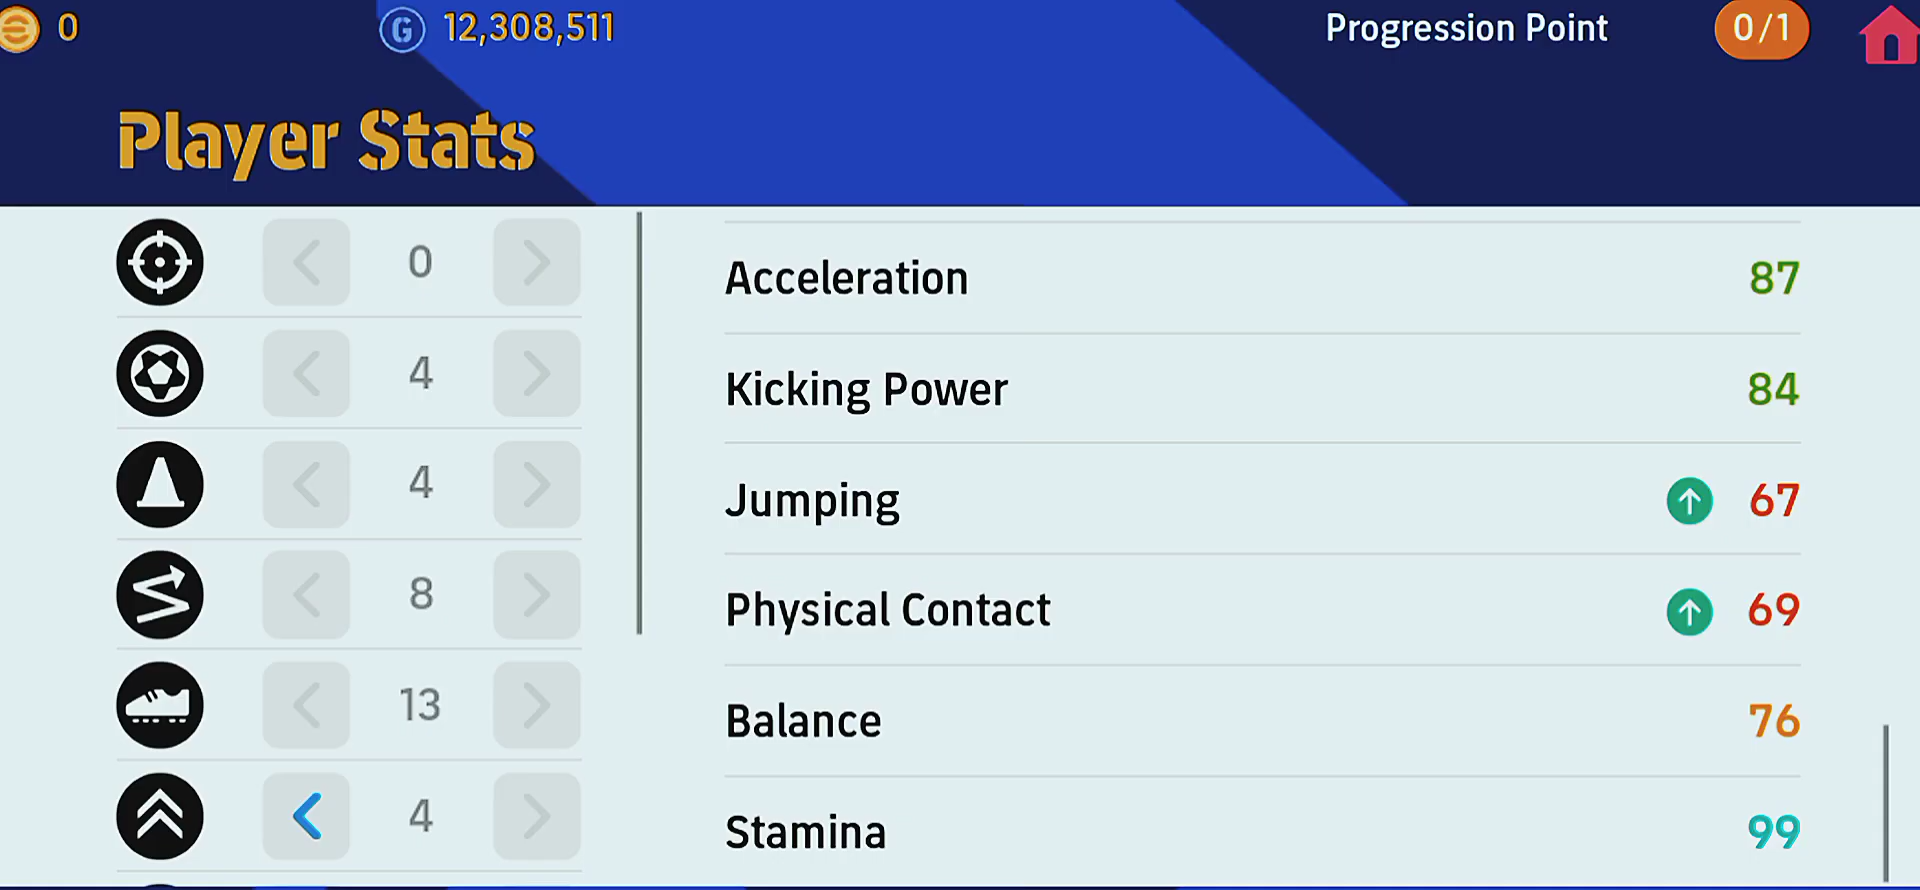 0 G 12,308,511 Progression Point 0/1
Player Stats
0
4
4
8
13
4
Acceleration 87
Kicking Power 84
Jumping 67
Physical Contact 69
Balance 76
Stamina 99